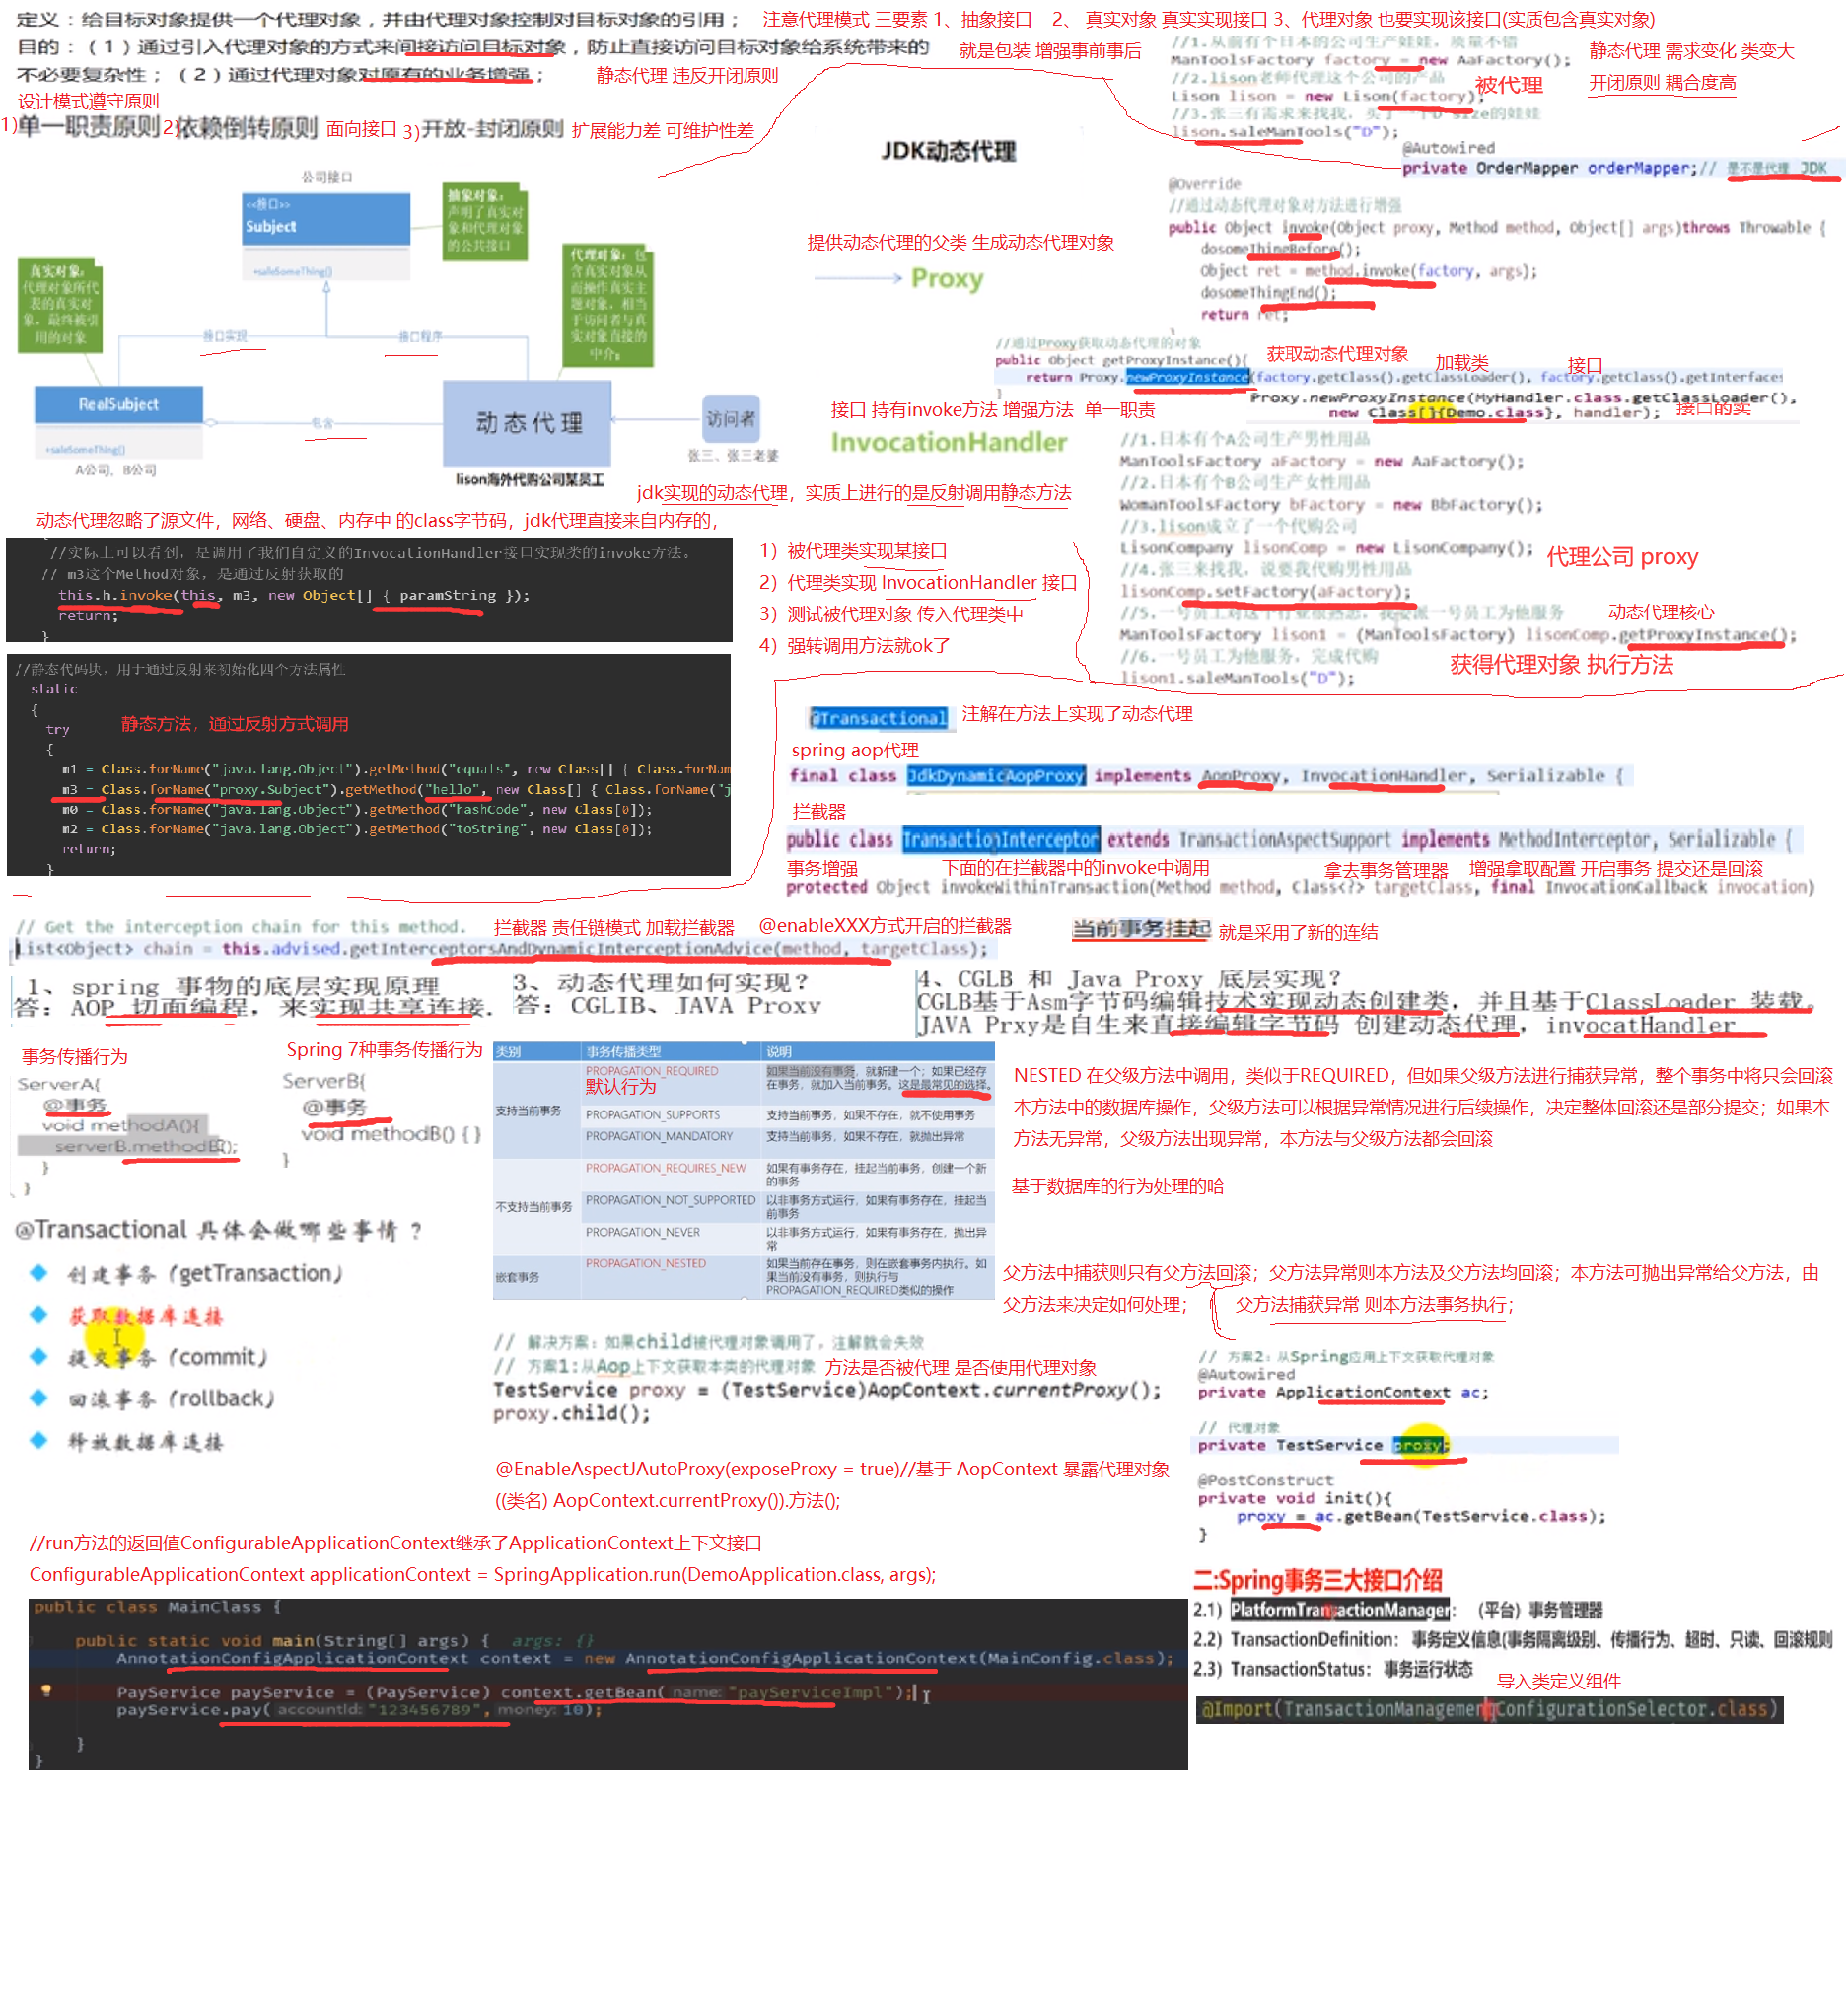 定义：给目标对象提供一个代理对象，并由代理对象控制对目标对象的引用；
注意代理模式 三要素 1、抽象接口 2、 真实对象 真实实现接口 3、代理对象 也要实现该接口(实质包含真实对象)
目的：（1）通过引入代理对象的方式来间接访问目标对象，防止直接访问目标对象给系统带来的
不必要复杂性；（2）通过代理对象对原有的业务增强；
就是包装 增强事前事后
静态代理 违反开闭原则
设计模式遵守原则
1)单一职责原则 2)依赖倒转原则 面向接口 3)开放-封闭原则 扩展能力差 可维护性差
//1.从前有个日本的公司生产娃娃，质量不错
ManToolsFactory factory = new AaFactory();
//2.lison老师代理这个公司的产品
Lison lison = new Lison(factory);
被代理
lison.saleManTools("D");
静态代理 需求变化 类变大
开闭原则 耦合度高
@Autowired
private OrderMapper orderMapper;// 是不是代理 JDK
公司接口
<<接口>>
Subject
+saleSomeThing()
抽象对象：
声明了真实对
象和代理对象
的公共接口
真实对象：
代理对象所代
表的真实对
象，最终被引
用的对象
代理对象：包
含真实对象从
而操作真实主
题对象，相当
于访问者与真
实对象直接的
中介；
接口实现
接口程序
RealSubject
+saleSomeThing()
A公司、B公司
包含
动态代理
lison海外代购公司某员工
访问者
张三、张三老婆
JDK动态代理
提供动态代理的父类 生成动态代理对象
Proxy
接口 持有invoke方法 增强方法 单一职责
InvocationHandler
@Override
//通过动态代理对象对方法进行增强
public Object invoke(Object proxy, Method method, Object[] args)throws Throwable {
dosomeThingBefore();
Object ret = method.invoke(factory, args);
dosomeThingEnd();
return ret;
//通过Proxy获取动态代理的对象
public Object getProxyInstance(){
return Proxy.newProxyInstance(factory.getClass().getClassLoader(), factory.getClass().getInterfaces
}
获取动态代理对象
加载类
接口
Proxy.newProxyInstance(MyHandler.class.getClassLoader(),
new Class[]{Demo.class}, handler);
接口的实
//1.日本有个A公司生产男性用品
ManToolsFactory aFactory = new AaFactory();
//2.日本有个B公司生产女性用品
WomanToolsFactory bFactory = new BbFactory();
//3.lison成立了一个代购公司
LisonCompany lisonComp = new LisonCompany();
代理公司 proxy
//4.张三来找我，说要我代购男性用品
lisonComp.setFactory(aFactory);
动态代理核心
ManToolsFactory lison1 = (ManToolsFactory) lisonComp.getProxyInstance();
//6.一号员工为他服务，完成代购
lison1.saleManTools("D");
获得代理对象 执行方法
jdk实现的动态代理，实质上进行的是反射调用静态方法
动态代理忽略了源文件，网络、硬盘、内存中 的class字节码，jdk代理直接来自内存的，
//实际上可以看到，是调用了我们自定义的InvocationHandler接口实现类的invoke方法。
// m3这个Method对象，是通过反射获取的
this.h.invoke(this, m3, new Object[] { paramString });
return;
}
1）被代理类实现某接口
2）代理类实现 InvocationHandler 接口
3）测试被代理对象 传入代理类中
4）强转调用方法就ok了
//静态代码块，用于通过反射来初始化四个方法属性
static
{
try
静态方法，通过反射方式调用
{
m1 = Class.forName("java.lang.Object").getMethod("equals", new Class[] { Class.forNam
m3 = Class.forName("proxy.Subject").getMethod("hello", new Class[] { Class.forName("j
m0 = Class.forName("java.lang.Object").getMethod("hashCode", new Class[0]);
m2 = Class.forName("java.lang.Object").getMethod("toString", new Class[0]);
return;
}
@Transactional 注解在方法上实现了动态代理
spring aop代理
final class JdkDynamicAopProxy implements AopProxy, InvocationHandler, Serializable {
拦截器
public class TransactionInterceptor extends TransactionAspectSupport implements MethodInterceptor, Serializable {
事务增强 下面的在拦截器中的invoke中调用 拿去事务管理器 增强拿取配置 开启事务 提交还是回滚
protected Object invokeWithinTransaction(Method method, Class<?> targetClass, final InvocationCallback invocation)
// Get the interception chain for this method.
拦截器 责任链模式 加载拦截器 @enableXXX方式开启的拦截器
List<Object> chain = this.advised.getInterceptorsAndDynamicInterceptionAdvice(method, targetClass);
当前事务挂起 就是采用了新的连结
1、spring 事物的底层实现原理
答：AOP 切面编程，来实现共享连接.
3、动态代理如何实现？
答：CGLIB、JAVA Proxy
4、CGLB 和 Java Proxy 底层实现？
CGLB基于Asm字节码编辑技术实现动态创建类，并且基于ClassLoader 装载。
JAVA Prxy是自生来直接编辑字节码 创建动态代理，invocatHandler
事务传播行为
Spring 7种事务传播行为
ServerA{
@事务
void methodA(){
serverB.methodB();
}
}
ServerB{
@事务
void methodB() { }
}
类别 事务传播类型 说明
支持当前事务
PROPAGATION_REQUIRED
默认行为
如果当前没有事务，就新建一个；如果已经存
在事务，就加入当前事务。这是最常见的选择。
PROPAGATION_SUPPORTS 支持当前事务，如果不存在，就不使用事务
PROPAGATION_MANDATORY 支持当前事务，如果不存在，就抛出异常
不支持当前事务
PROPAGATION_REQUIRES_NEW 如果有事务存在，挂起当前事务，创建一个新
的事务
PROPAGATION_NOT_SUPPORTED 以非事务方式运行，如果有事务存在，挂起当
前事务
PROPAGATION_NEVER 以非事务方式运行，如果有事务存在，抛出异
常
嵌套事务
PROPAGATION_NESTED 如果当前存在事务，则在嵌套事务内执行。如
果当前没有事务，则执行与
PROPAGATION_REQUIRED类似的操作
NESTED 在父级方法中调用，类似于REQUIRED，但如果父级方法进行捕获异常，整个事务中将只会回滚
本方法中的数据库操作，父级方法可以根据异常情况进行后续操作，决定整体回滚还是部分提交；如果本
方法无异常，父级方法出现异常，本方法与父级方法都会回滚
基于数据库的行为处理的哈
@Transactional 具体会做哪些事情 ？
创建事务（getTransaction）
获取数据库连接
提交事务（commit）
回滚事务（rollback）
释放数据库连接
父方法中捕获则只有父方法回滚；父方法异常则本方法及父方法均回滚；本方法可抛出异常给父方法，由
父方法来决定如何处理； 父方法捕获异常 则本方法事务执行；
// 解决方案：如果child被代理对象调用了，注解就会失效
// 方案1:从Aop上下文获取本类的代理对象 方法是否被代理 是否使用代理对象
TestService proxy = (TestService)AopContext.currentProxy();
proxy.child();
@EnableAspectJAutoProxy(exposeProxy = true)//基于 AopContext 暴露代理对象
((类名) AopContext.currentProxy()).方法();
// 方案2：从Spring应用上下文获取代理对象
@Autowired
private ApplicationContext ac;
// 代理对象
private TestService proxy;
@PostConstruct
private void init(){
proxy = ac.getBean(TestService.class);
}
//run方法的返回值ConfigurableApplicationContext继承了ApplicationContext上下文接口
ConfigurableApplicationContext applicationContext = SpringApplication.run(DemoApplication.class, args);
public class MainClass {
public static void main(String[] args) { args: {}
AnnotationConfigApplicationContext context = new AnnotationConfigApplicationContext(MainConfig.class);
PayService payService = (PayService) context.getBean( name: "payServiceImpl");
payService.pay( accountId: "123456789", money: 10);
}
}
二:Spring事务三大接口介绍
2.1）PlatformTransactionManager: （平台）事务管理器
2.2）TransactionDefinition: 事务定义信息(事务隔离级别、传播行为、超时、只读、回滚规则
2.3）TransactionStatus: 事务运行状态
导入类定义组件
@Import(TransactionManagementConfigurationSelector.class)